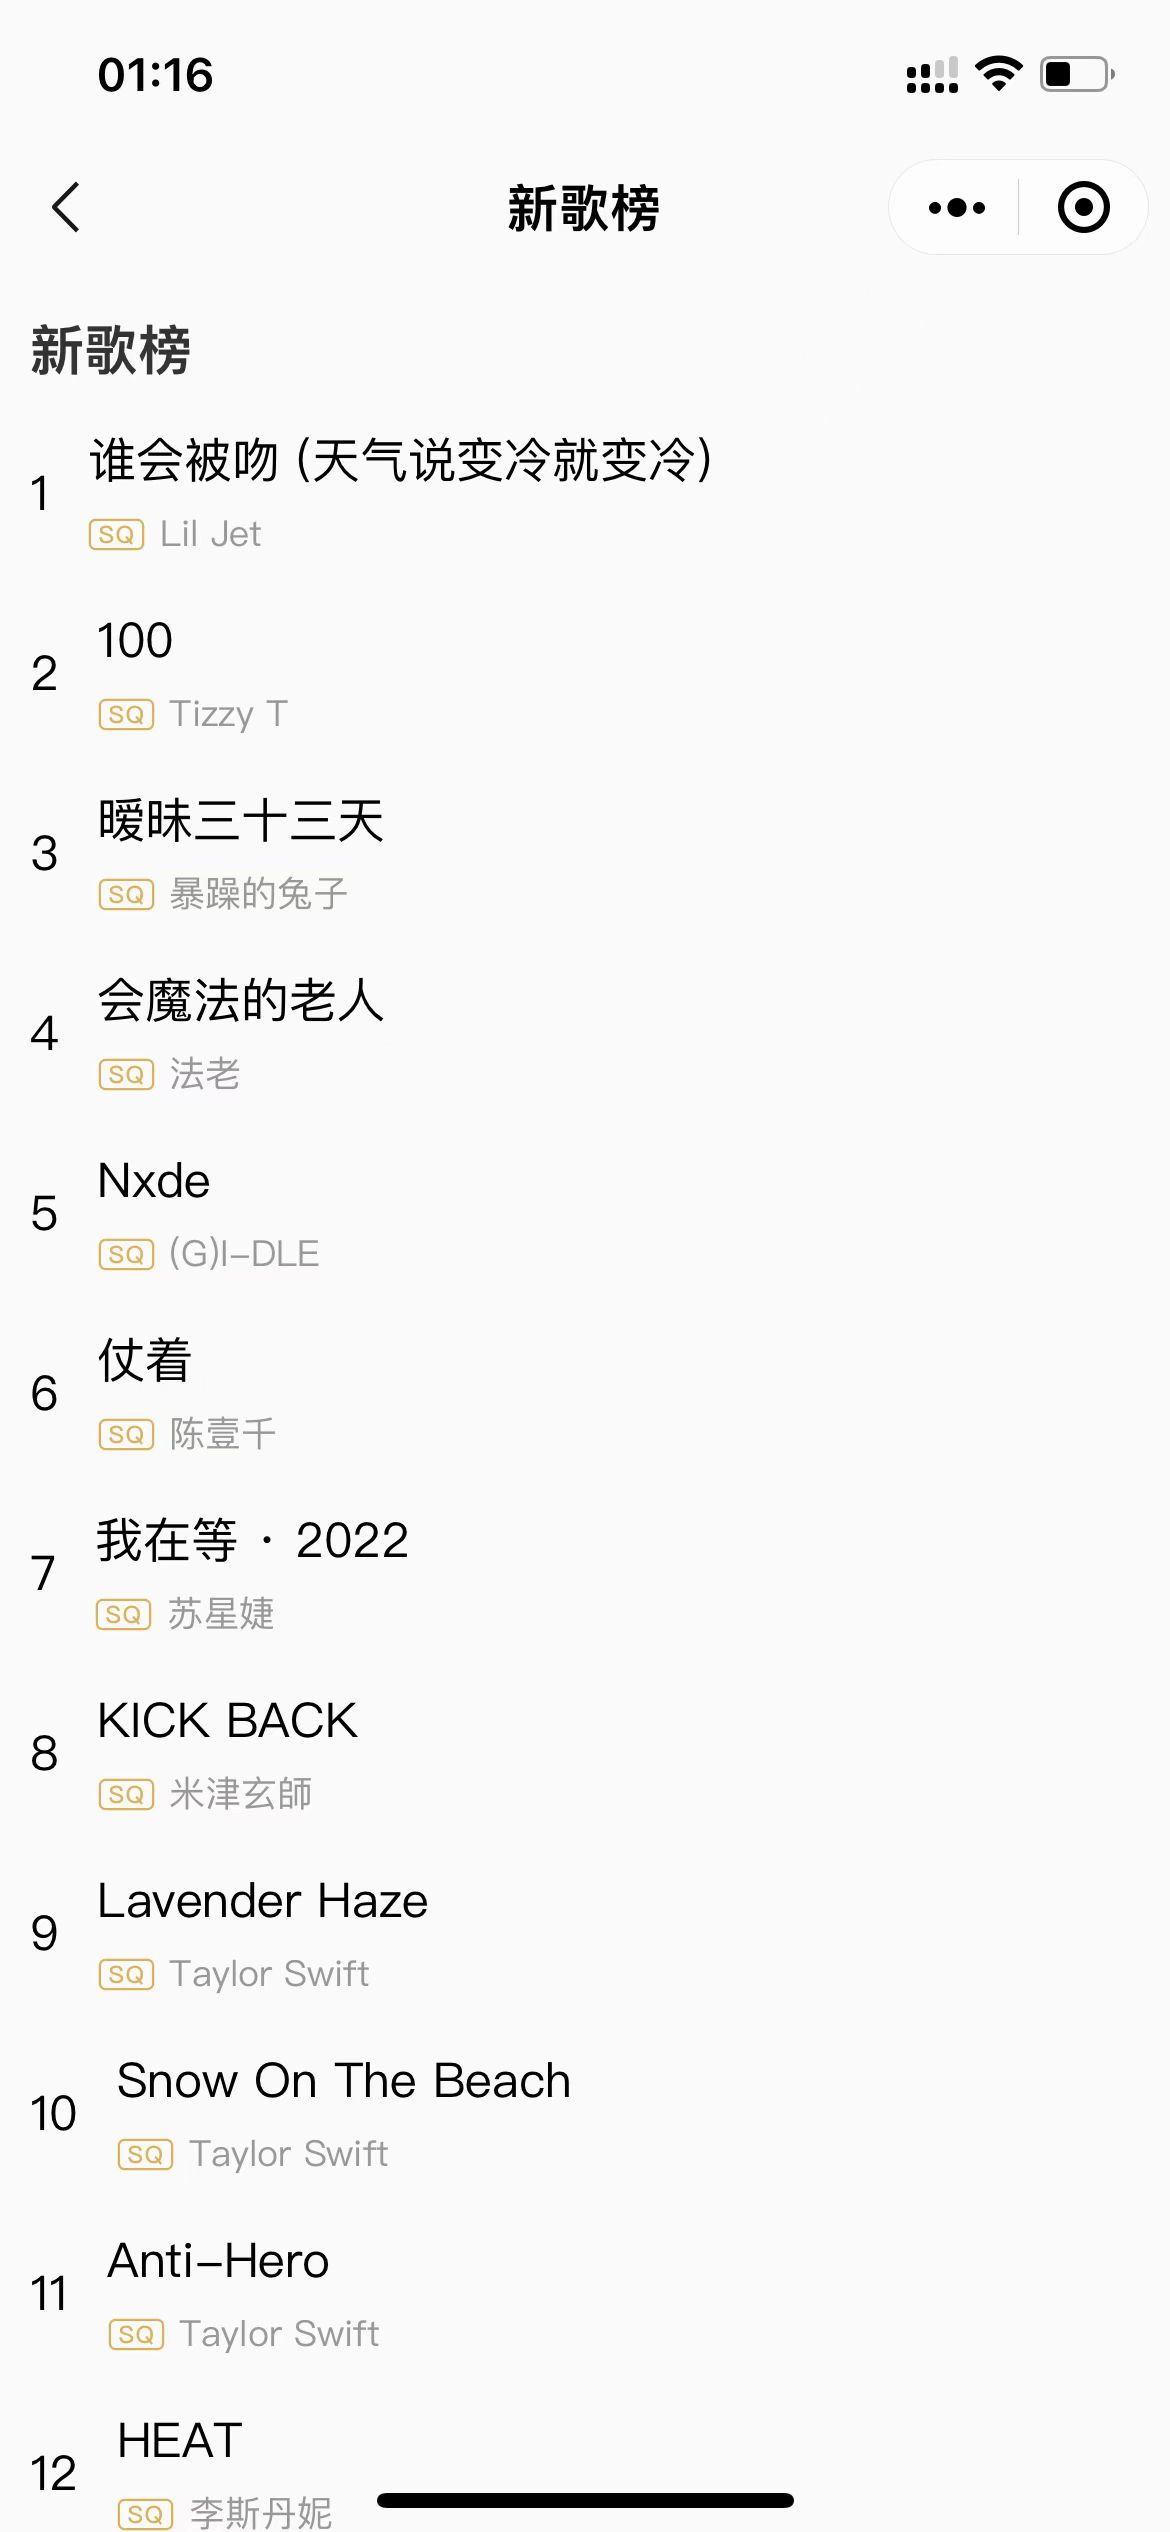 01:16
新歌榜
新歌榜
1
谁会被吻 (天气说变冷就变冷)
SQ Lil Jet
2
100
SQ Tizzy T
3
暧昧三十三天
SQ 暴躁的兔子
4
会魔法的老人
SQ 法老
5
Nxde
SQ (G)I-DLE
6
仗着
SQ 陈壹千
7
我在等 · 2022
SQ 苏星婕
8
KICK BACK
SQ 米津玄師
9
Lavender Haze
SQ Taylor Swift
10
Snow On The Beach
SQ Taylor Swift
11
Anti-Hero
SQ Taylor Swift
12
HEAT
SQ 李斯丹妮